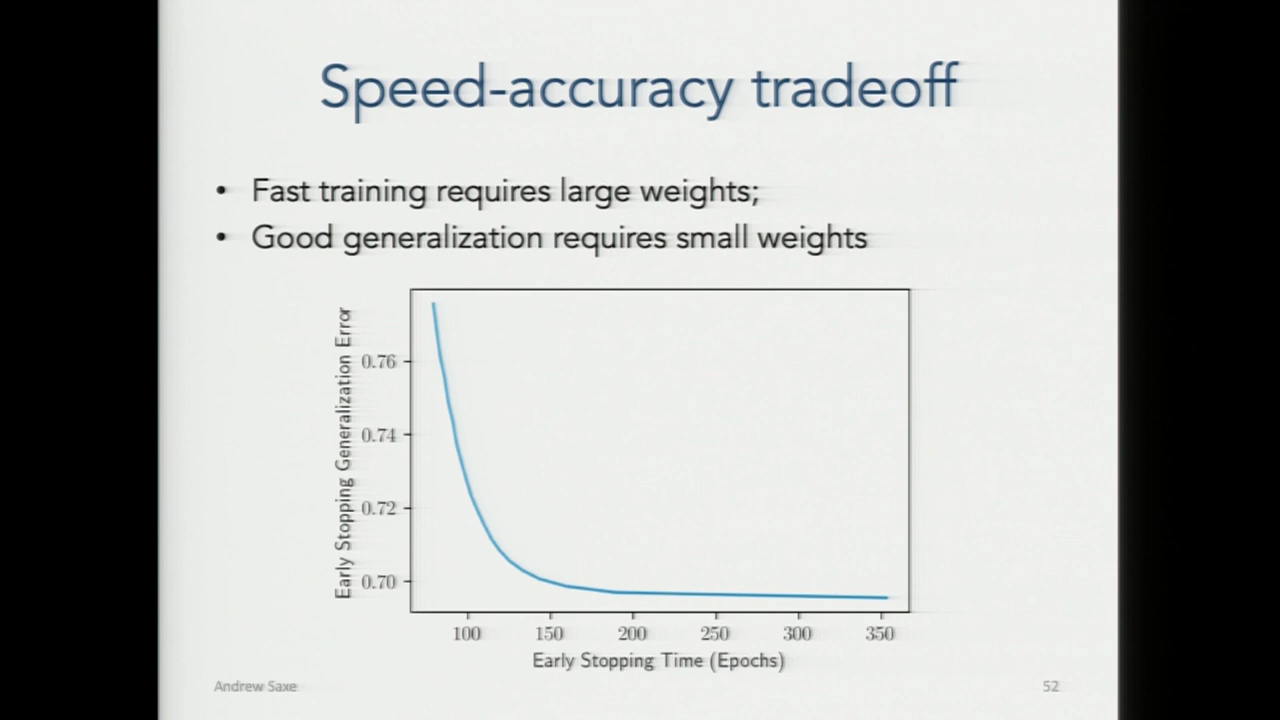 Speed-accuracy tradeoff
• Fast training requires large weights;
• Good generalization requires small weights
Early Stopping Generalization Error
0.76
0.74
0.72
0.70
100 150 200 250 300 350
Early Stopping Time (Epochs)
Andrew Saxe
52